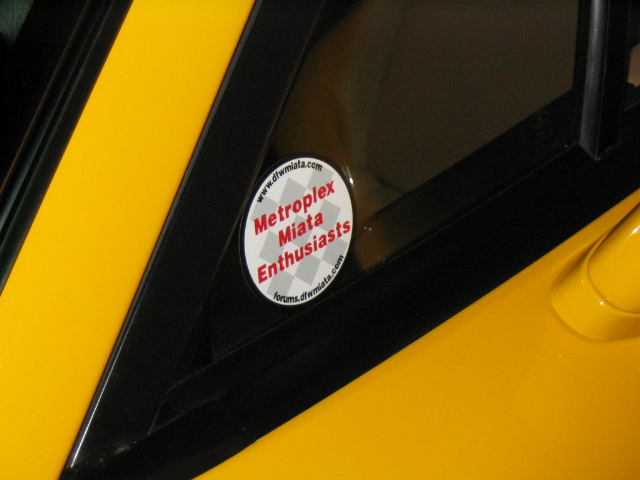 www.dfwmiata.com
Metroplex
Miata
Enthusiasts
forums.dfwmiata.com